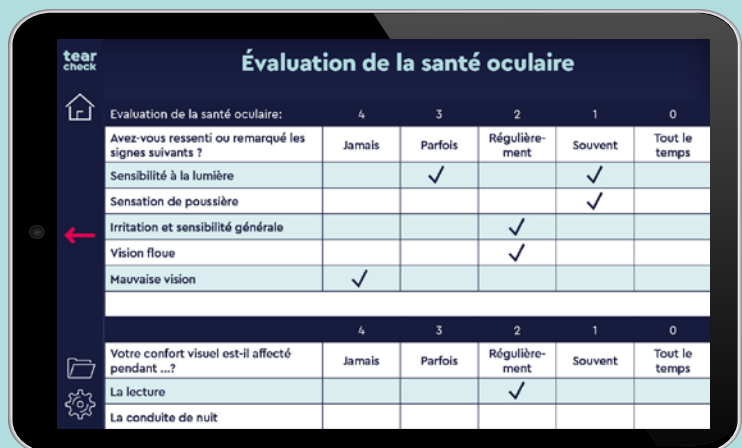 tear
check
Évaluation de la santé oculaire
Evaluation de la santé oculaire: 4 3 2 1 0
Avez-vous ressenti ou remarqué les
signes suivants ?
Jamais Parfois Régulière-
ment Souvent Tout le
temps
Sensibilité à la lumière
Sensation de poussière
Irritation et sensibilité générale
Vision floue
Mauvaise vision
4 3 2 1 0
Votre confort visuel est-il affecté
pendant ...?
Jamais Parfois Régulière-
ment Souvent Tout le
temps
La lecture
La conduite de nuit